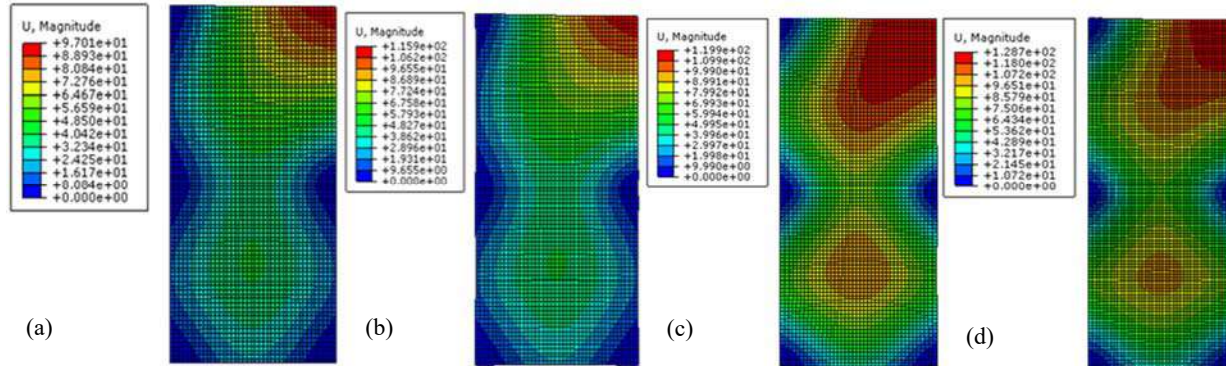 U, Magnitude
+9.701e+01
+8.893e+01
+8.084e+01
+7.276e+01
+6.467e+01
+5.659e+01
+4.850e+01
+4.042e+01
+3.234e+01
+2.425e+01
+1.617e+01
+8.084e+00
+0.000e+00
(a)
U, Magnitude
+1.159e+02
+1.062e+02
+9.655e+01
+8.689e+01
+7.724e+01
+6.758e+01
+5.793e+01
+4.827e+01
+3.862e+01
+2.896e+01
+1.931e+01
+9.655e+00
+0.000e+00
(b)
U, Magnitude
+1.199e+02
+1.099e+02
+9.990e+01
+8.991e+01
+7.992e+01
+6.993e+01
+5.994e+01
+4.995e+01
+3.996e+01
+2.997e+01
+1.998e+01
+9.990e+00
+0.000e+00
(c)
U, Magnitude
+1.287e+02
+1.180e+02
+1.072e+02
+9.651e+01
+8.579e+01
+7.506e+01
+6.434e+01
+5.362e+01
+4.289e+01
+3.217e+01
+2.145e+01
+1.072e+01
+0.000e+00
(d)